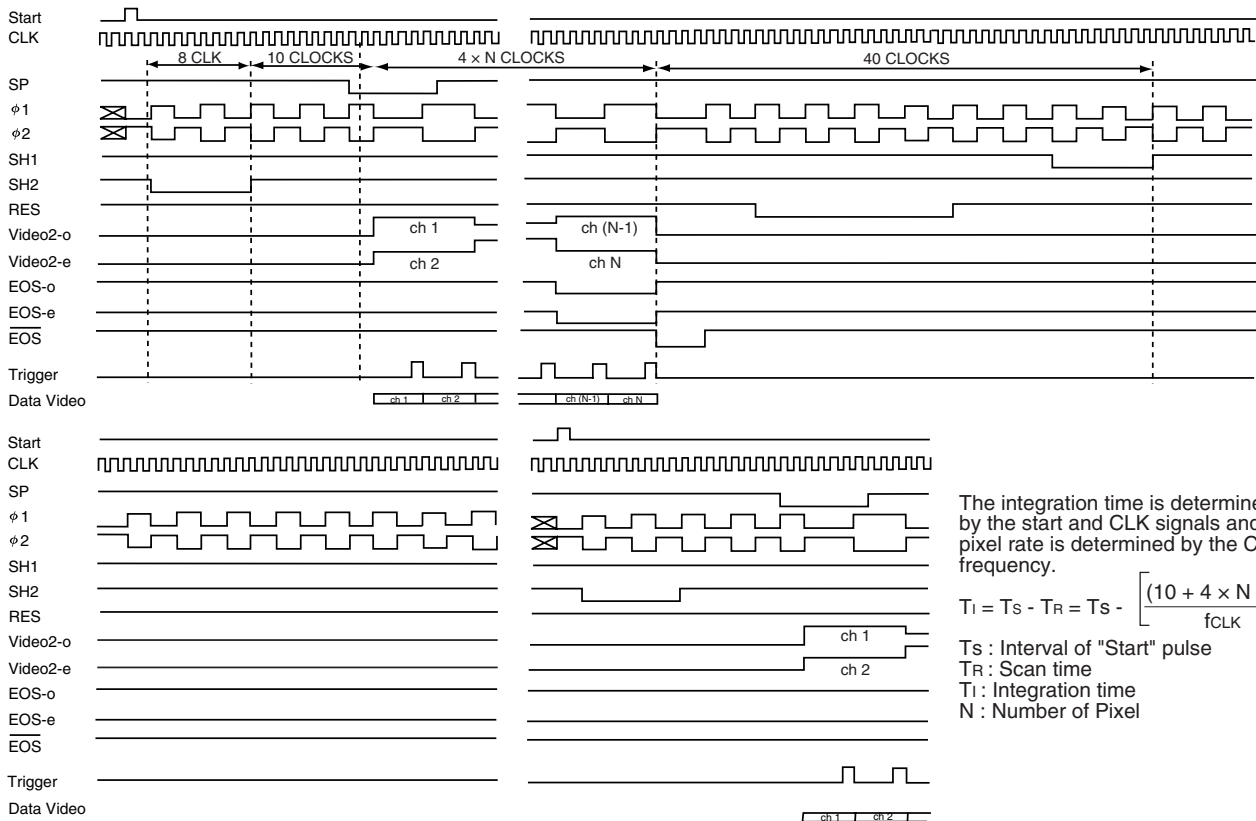 Start
CLK
8 CLK 10 CLOCKS 4 × N CLOCKS 40 CLOCKS
SP
φ1
φ2
SH1
SH2
RES
Video2-o ch 1 ch (N-1)
Video2-e ch 2 ch N
EOS-o
EOS-e
EOS
Trigger
Data Video ch 1 ch 2 ch (N-1) ch N
Start
CLK
SP
φ1
φ2
SH1
SH2
RES
Video2-o ch 1
Video2-e ch 2
EOS-o
EOS-e
EOS
Trigger
Data Video ch 1 ch 2
The integration time is determine
by the start and CLK signals and
pixel rate is determined by the C
frequency.
TI = TS - TR = Ts - [(10 + 4 × N
fCLK
Ts : Interval of "Start" pulse
TR : Scan time
TI : Integration time
N : Number of Pixel